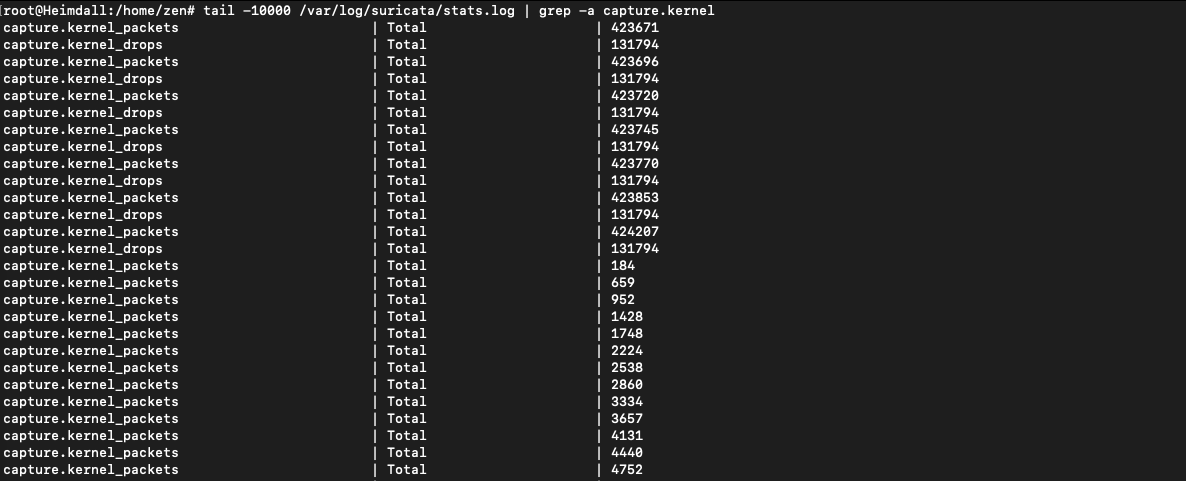 [root@Heimdall:/home/zen# tail -10000 /var/log/suricata/stats.log | grep -a capture.kernel
capture.kernel_packets | Total | 423671
capture.kernel_drops | Total | 131794
capture.kernel_packets | Total | 423696
capture.kernel_drops | Total | 131794
capture.kernel_packets | Total | 423720
capture.kernel_drops | Total | 131794
capture.kernel_packets | Total | 423745
capture.kernel_drops | Total | 131794
capture.kernel_packets | Total | 423770
capture.kernel_drops | Total | 131794
capture.kernel_packets | Total | 423853
capture.kernel_drops | Total | 131794
capture.kernel_packets | Total | 424207
capture.kernel_drops | Total | 131794
capture.kernel_packets | Total | 184
capture.kernel_packets | Total | 659
capture.kernel_packets | Total | 952
capture.kernel_packets | Total | 1428
capture.kernel_packets | Total | 1748
capture.kernel_packets | Total | 2224
capture.kernel_packets | Total | 2538
capture.kernel_packets | Total | 2860
capture.kernel_packets | Total | 3334
capture.kernel_packets | Total | 3657
capture.kernel_packets | Total | 4131
capture.kernel_packets | Total | 4440
capture.kernel_packets | Total | 4752